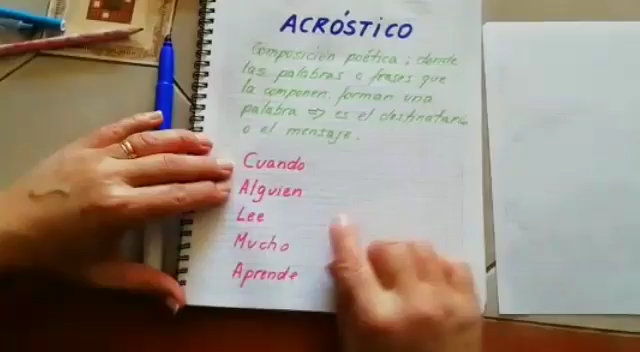 ACRÓSTICO
Composición poética; donde
las palabras o frases que
la componen. forman una
palabra => es el destinatario
o el mensaje.
Cuando
Alguien
Lee
Mucho
Aprende